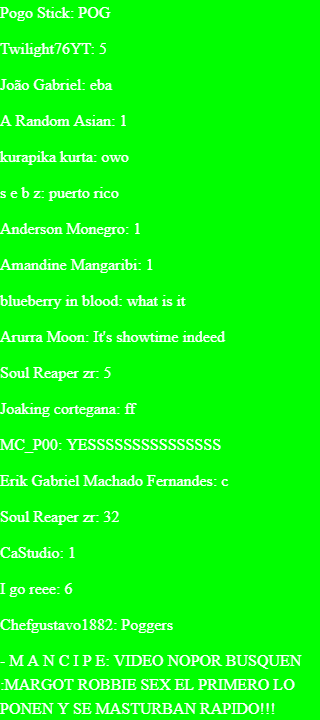 Pogo Stick: POG
Twilight76YT: 5
João Gabriel: eba
A Random Asian: 1
kurapika kurta: owo
s e b z: puerto rico
Anderson Monegro: 1
Amandine Mangaribi: 1
blueberry in blood: what is it
Arurra Moon: It's showtime indeed
Soul Reaper zr: 5
Joaking cortegana: ff
MC_P00: YESSSSSSSSSSSSSSS
Erik Gabriel Machado Fernandes: c
Soul Reaper zr: 32
CaStudio: 1
I go reee: 6
Chefgustavo1882: Poggers
- M A N C I P E: VIDEO NOPOR BUSQUEN
:MARGOT ROBBIE SEX EL PRIMERO LO
PONEN Y SE MASTURBAN RAPIDO!!!